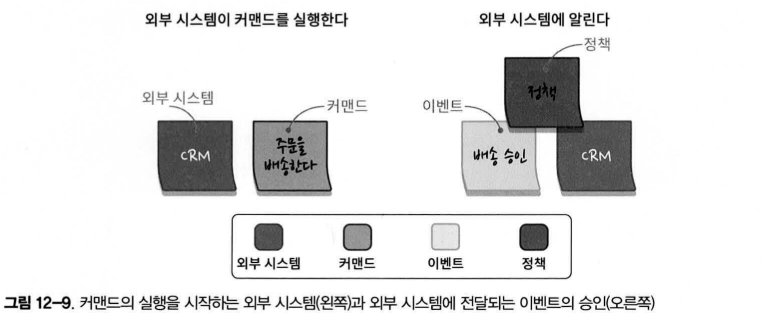 외부 시스템이 커맨드를 실행한다
외부 시스템에 알린다
정책
외부 시스템
커맨드
이벤트
정책
CRM
주문을
배송한다
배송 승인
CRM
외부 시스템
커맨드
이벤트
정책
그림 12-9. 커맨드의 실행을 시작하는 외부 시스템(왼쪽)과 외부 시스템에 전달되는 이벤트의 승인(오른쪽)